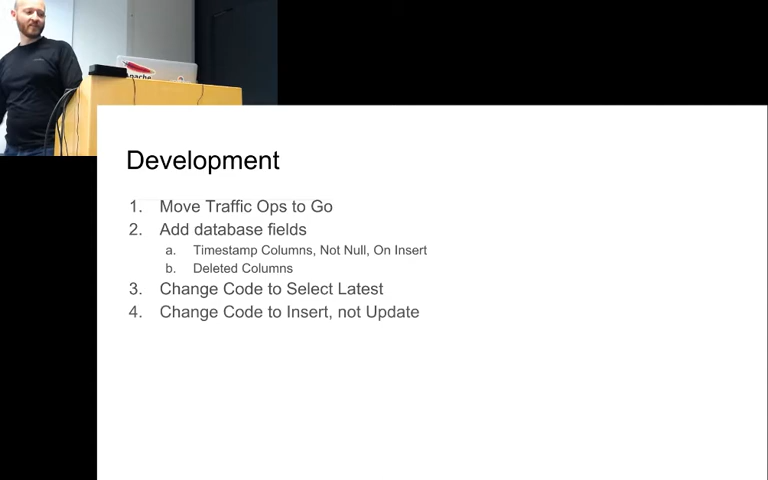 Apache
Development
1. Move Traffic Ops to Go
2. Add database fields
a. Timestamp Columns, Not Null, On Insert
b. Deleted Columns
3. Change Code to Select Latest
4. Change Code to Insert, not Update